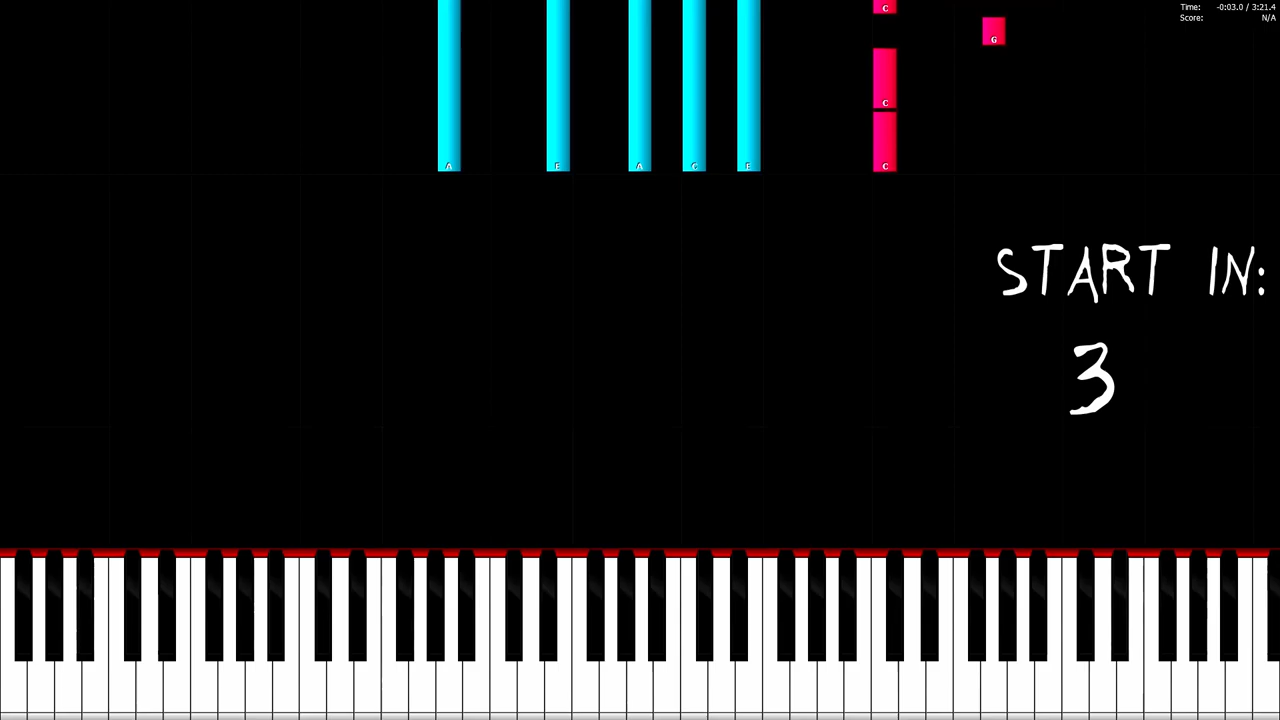 C
Time: -0:03.0 / 3:21.4
Score: N/A
G
C
A E A C E C
START IN:
3